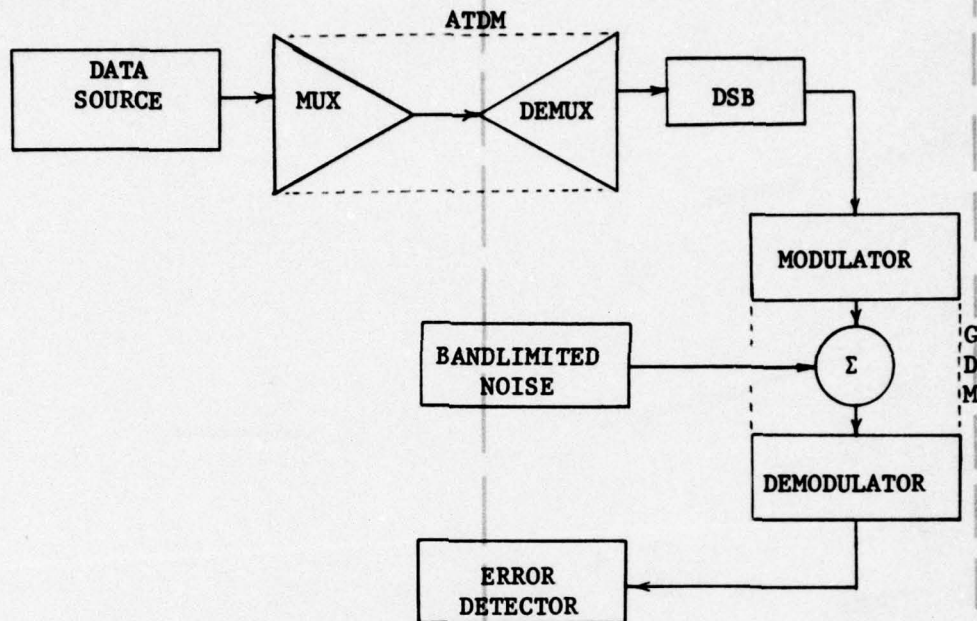 ATDM
DATA
SOURCE
MUX
DEMUX
DSB
MODULATOR
BANDLIMITED
NOISE
Σ
G
D
M
DEMODULATOR
ERROR
DETECTOR